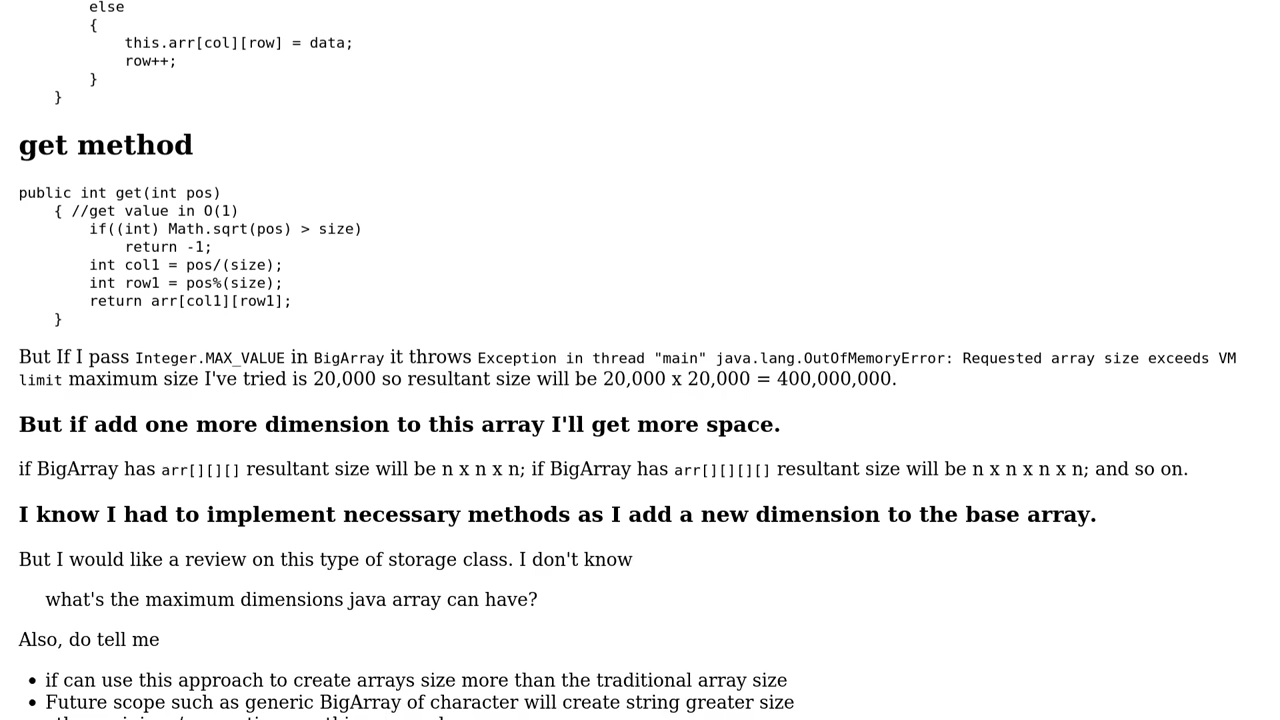 else
{
this.arr[col][row] = data;
row++;
}
}
get method
public int get(int pos)
{ //get value in O(1)
if((int) Math.sqrt(pos) > size)
return -1;
int col1 = pos/(size);
int row1 = pos%(size);
return arr[col1][row1];
}
But If I pass Integer.MAX_VALUE in BigArray it throws Exception in thread "main" java.lang.OutOfMemoryError: Requested array size exceeds VM
limit maximum size I've tried is 20,000 so resultant size will be 20,000 x 20,000 = 400,000,000.
But if add one more dimension to this array I'll get more space.
if BigArray has arr[][][] resultant size will be n x n x n; if BigArray has arr[][][][] resultant size will be n x n x n x n; and so on.
I know I had to implement necessary methods as I add a new dimension to the base array.
But I would like a review on this type of storage class. I don't know
what's the maximum dimensions java array can have?
Also, do tell me
• if can use this approach to create arrays size more than the traditional array size
• Future scope such as generic BigArray of character will create string greater size